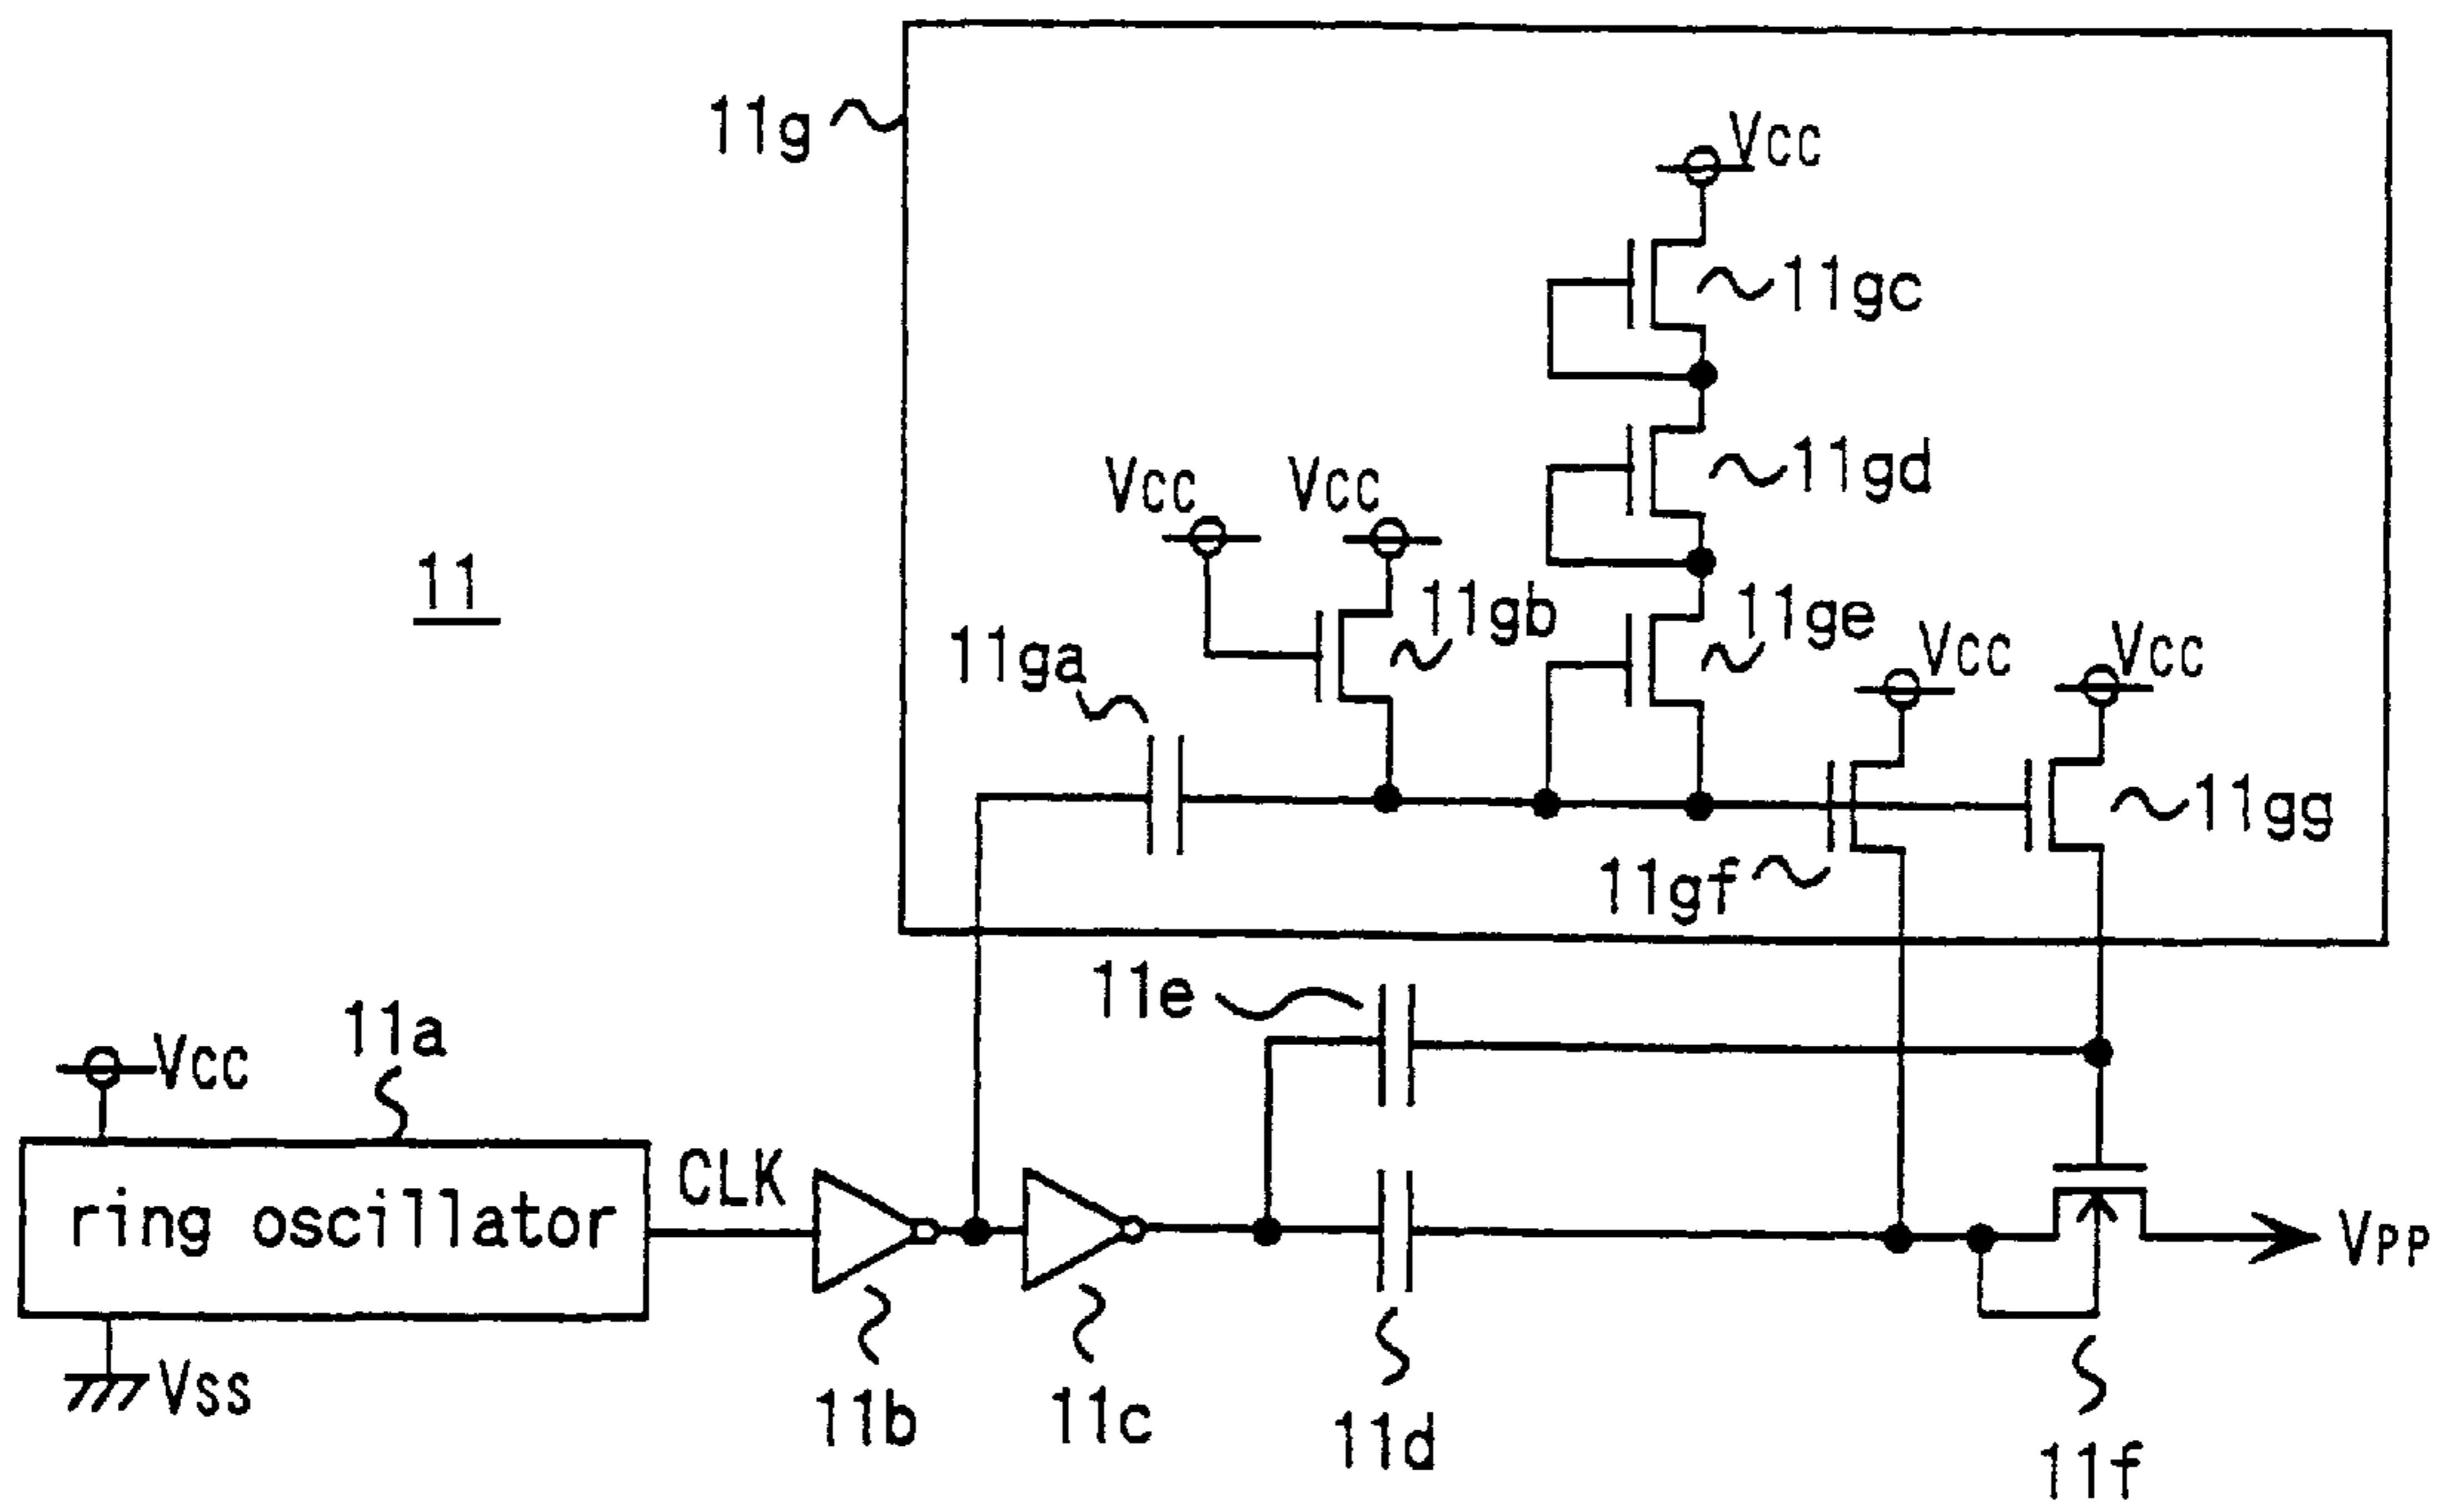 11g
Vcc
11gc
11gd
Vcc Vcc
11
11gb 11ge
11ga
Vcc Vcc
11gg
11gf
11e
11a
Vcc
CLK
ring oscillator
VPP
Vss
11b 11c 11d 11f